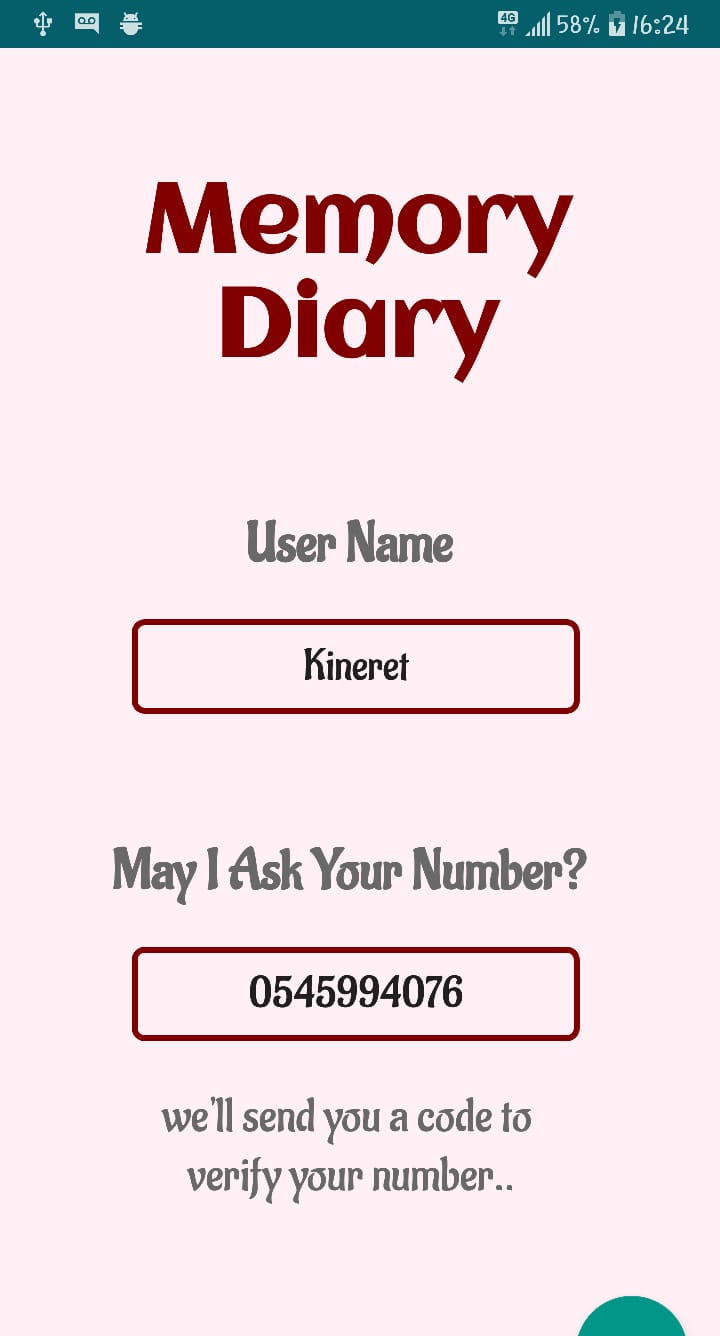 4G 58% 16:24
Memory
Diary
User Name
Kineret
May I Ask Your Number?
0545994076
we'll send you a code to
verify your number..